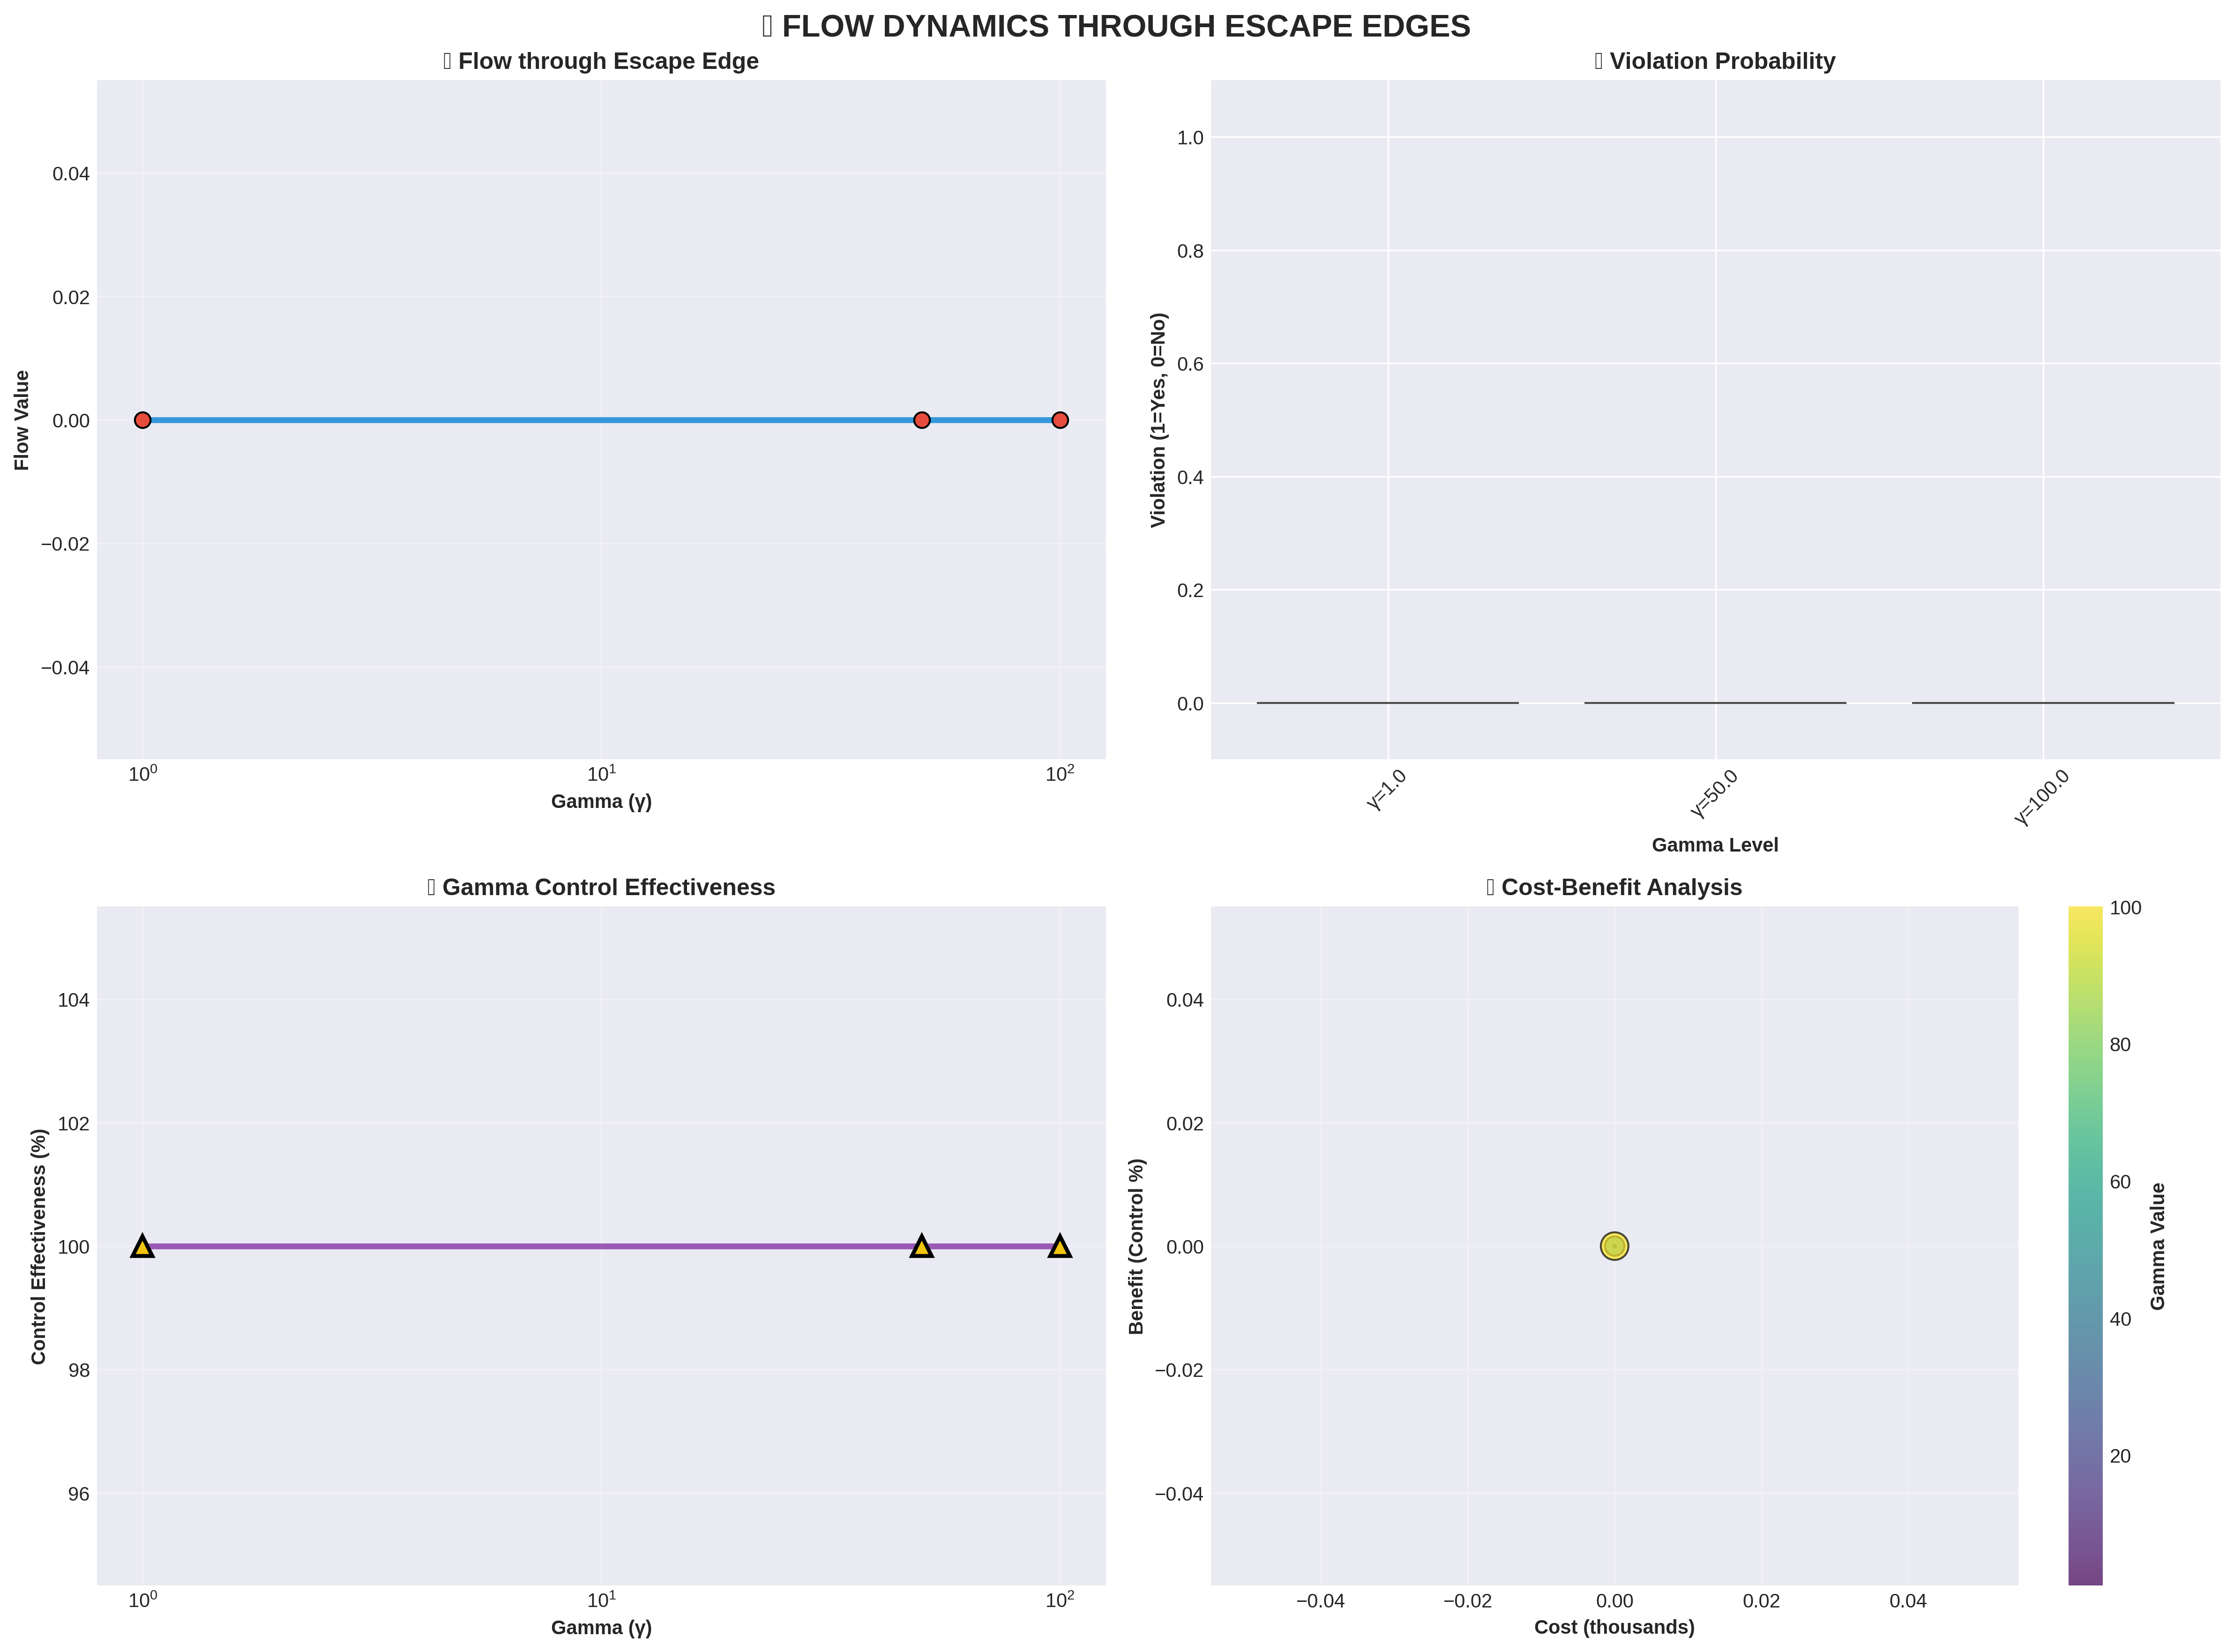 ▯ FLOW DYNAMICS THROUGH ESCAPE EDGES
▯ Flow through Escape Edge
0.04
0.02
0.00
−0.02
−0.04
Flow Value
10⁰
10¹
10²
Gamma (γ)
▯ Violation Probability
1.0
0.8
0.6
0.4
0.2
0.0
Violation (1=Yes, 0=No)
γ=1.0
γ=50.0
γ=100.0
Gamma Level
▯ Gamma Control Effectiveness
104
102
100
98
96
Control Effectiveness (%)
10⁰
10¹
10²
Gamma (γ)
▯ Cost-Benefit Analysis
0.04
0.02
0.00
−0.02
−0.04
Benefit (Control %)
−0.04
−0.02
0.00
0.02
0.04
Cost (thousands)
100
80
60
40
20
Gamma Value